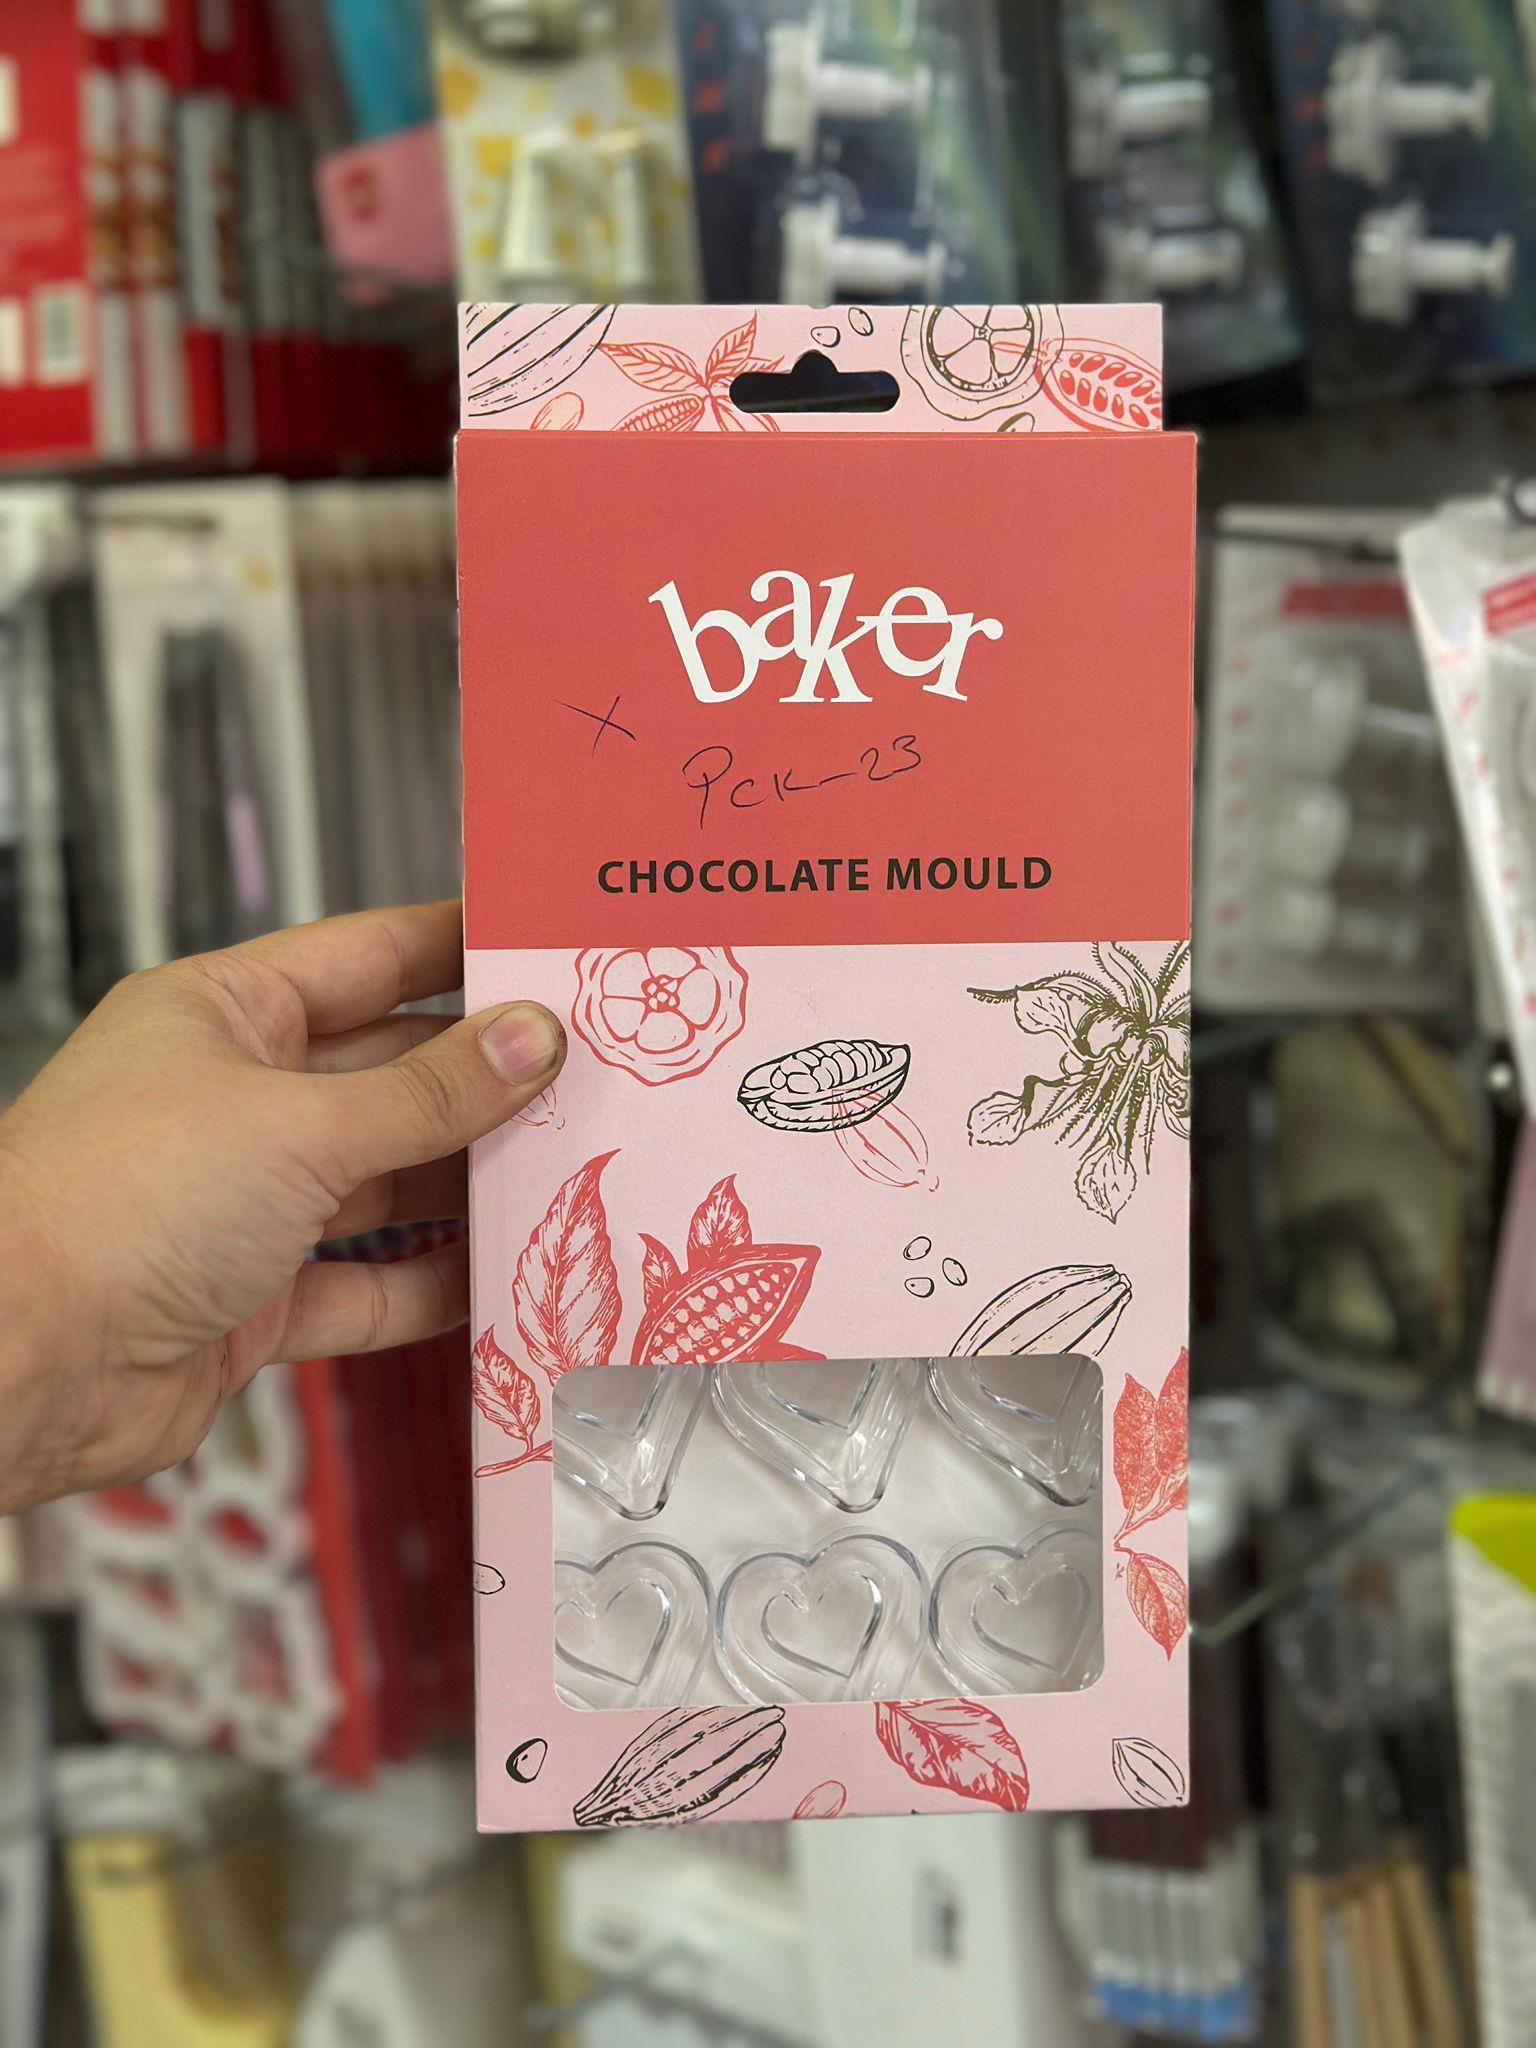 baker
X
Pck-23
CHOCOLATE MOULD